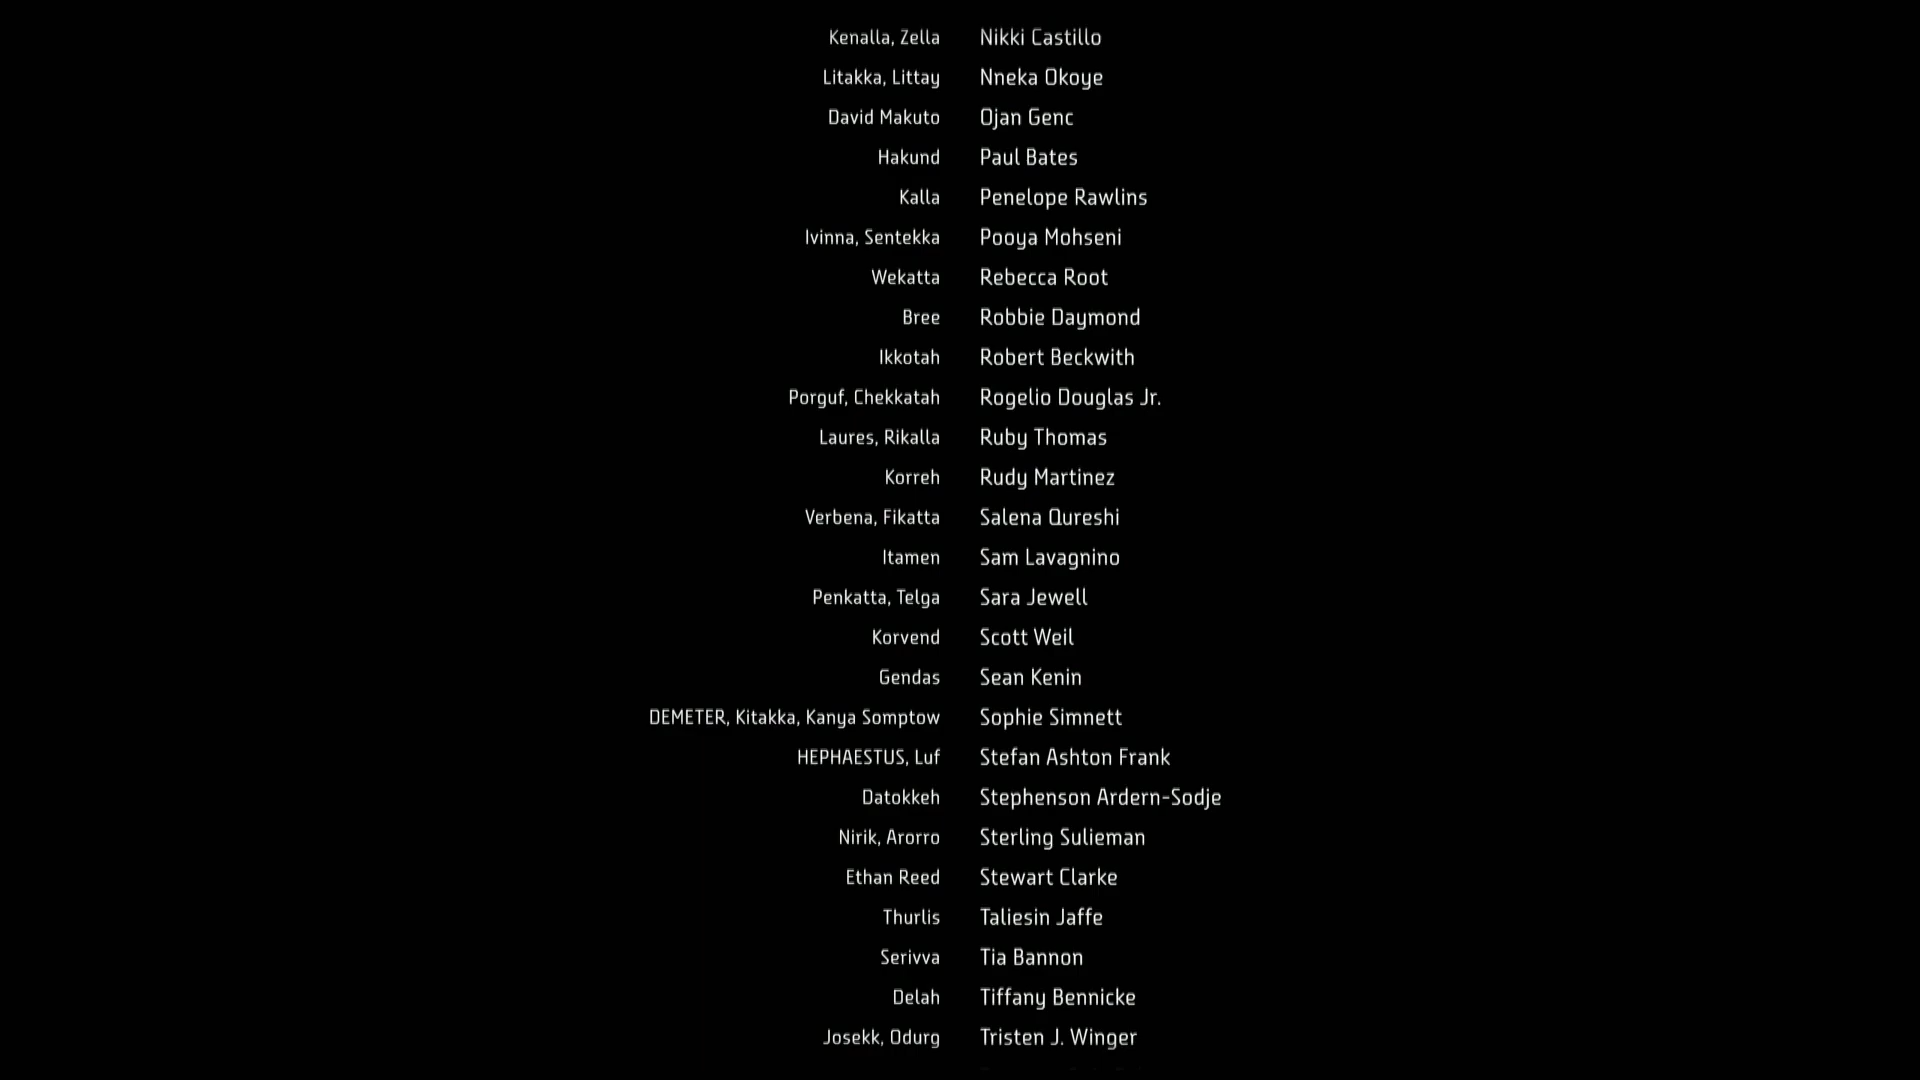 Kenalla, Zella Nikki Castillo
Litakka, Littay Nneka Okoye
David Makuto Ojan Genc
Hakund Paul Bates
Kalla Penelope Rawlins
Ivinna, Sentekka Pooya Mohseni
Wekatta Rebecca Root
Bree Robbie Daymond
Ikkotah Robert Beckwith
Porguf, Chekkatah Rogelio Douglas Jr.
Laures, Rikalla Ruby Thomas
Korreh Rudy Martinez
Verbena, Fikatta Salena Qureshi
Itamen Sam Lavagnino
Penkatta, Telga Sara Jewell
Korvend Scott Weil
Gendas Sean Kenin
DEMETER, Kitakka, Kanya Somptow Sophie Simnett
HEPHAESTUS, Luf Stefan Ashton Frank
Datokkeh Stephenson Ardern-Sodje
Nirik, Arorro Sterling Sulieman
Ethan Reed Stewart Clarke
Thurlis Taliesin Jaffe
Serivva Tia Bannon
Delah Tiffany Bennicke
Josekk, Odurg Tristen J. Winger